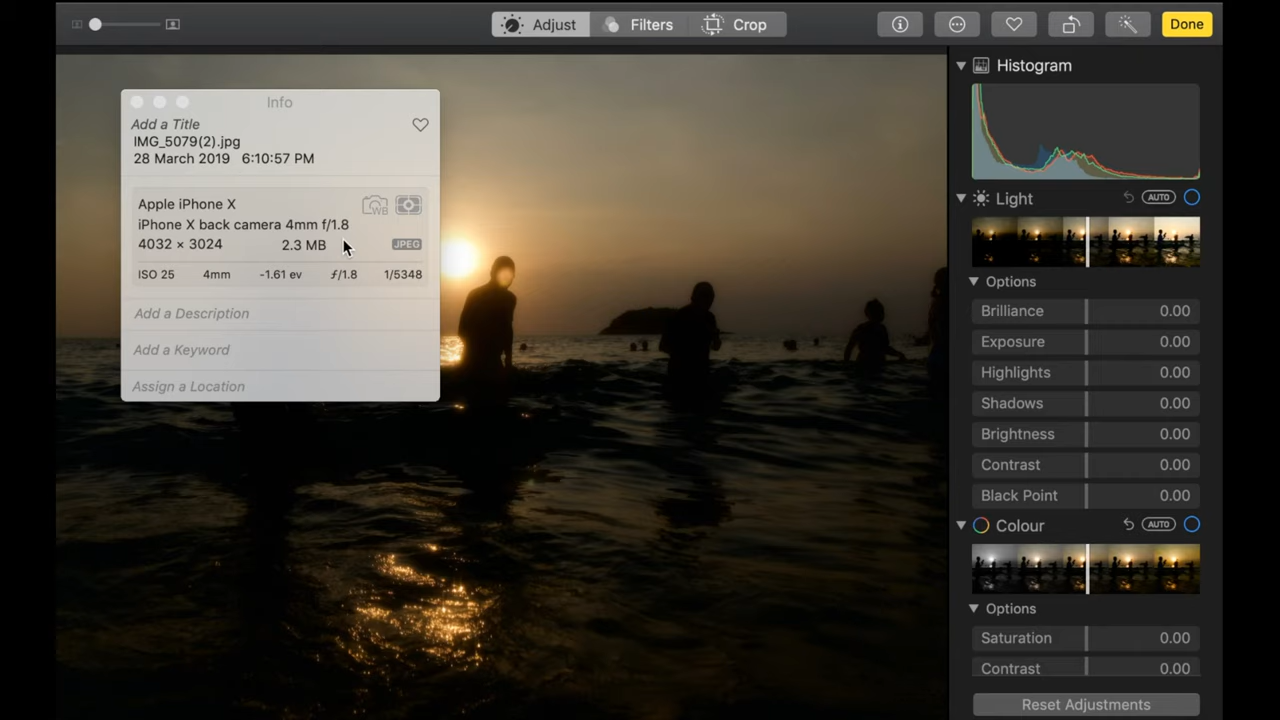 Adjust Filters Crop Done
Info
Add a Title
IMG_5079(2).jpg
28 March 2019 6:10:57 PM
Apple iPhone X
WB
iPhone X back camera 4mm f/1.8
4032 × 3024 2.3 MB JPEG
ISO 25 4mm -1.61 ev ƒ/1.8 1/5348
Add a Description
Add a Keyword
Assign a Location
Histogram
Light AUTO
Options
Brilliance 0.00
Exposure 0.00
Highlights 0.00
Shadows 0.00
Brightness 0.00
Contrast 0.00
Black Point 0.00
Colour AUTO
Options
Saturation 0.00
Contrast 0.00
Reset Adjustments